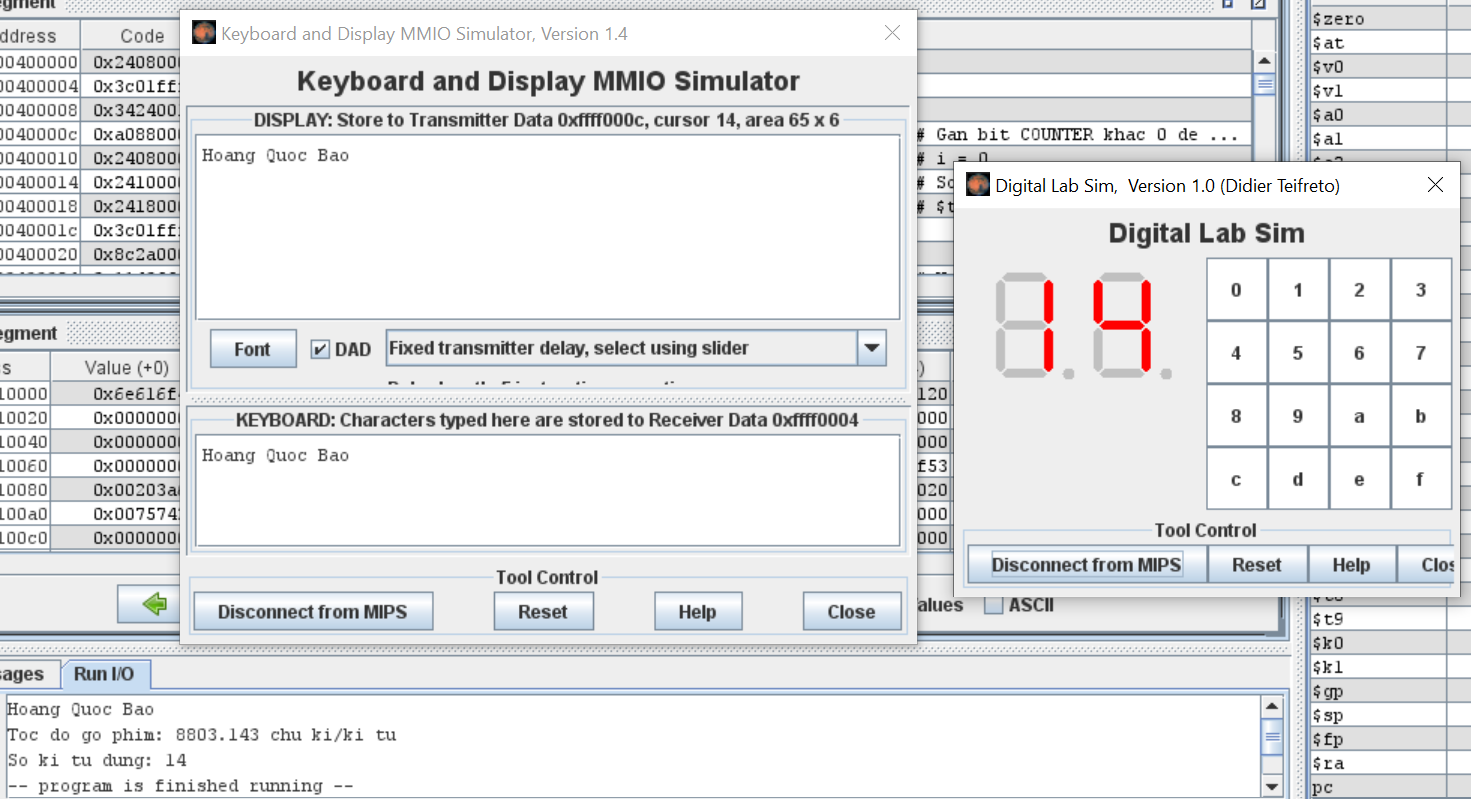 egment
ddress Code
00400000 0x240800
00400004 0x3c01ff
00400008 0x342400
0040000c 0xa08800 # Gan bit COUNTER khac 0 de ...
00400010 0x240800 # i = 0
00400014 0x241000 # So
00400018 0x241800 # $t
0040001c 0x3c01ff
00400020 0x8c2a00
Keyboard and Display MMIO Simulator, Version 1.4
Keyboard and Display MMIO Simulator
DISPLAY: Store to Transmitter Data 0xffff000c, cursor 14, area 65 x 6
Hoang Quoc Bao
Font DAD Fixed transmitter delay, select using slider
KEYBOARD: Characters typed here are stored to Receiver Data 0xffff0004
Hoang Quoc Bao
Tool Control
Disconnect from MIPS Reset Help Close
egment
s Value (+0)
10000 0x6e616f 120
10020 0x000000 000
10040 0x000000 000
10060 0x000000 f53
10080 0x00203a 020
100a0 0x007574 000
100c0 0x000000 000
alues ASCII
Digital Lab Sim, Version 1.0 (Didier Teifreto)
Digital Lab Sim
14
0 1 2 3
4 5 6 7
8 9 a b
c d e f
Tool Control
Disconnect from MIPS Reset Help Clos
$zero
$at
$v0
$v1
$a0
$a1
$t9
$k0
$k1
$gp
$sp
$fp
$ra
pc
sages Run I/O
Hoang Quoc Bao
Toc do go phim: 8803.143 chu ki/ki tu
So ki tu dung: 14
-- program is finished running --